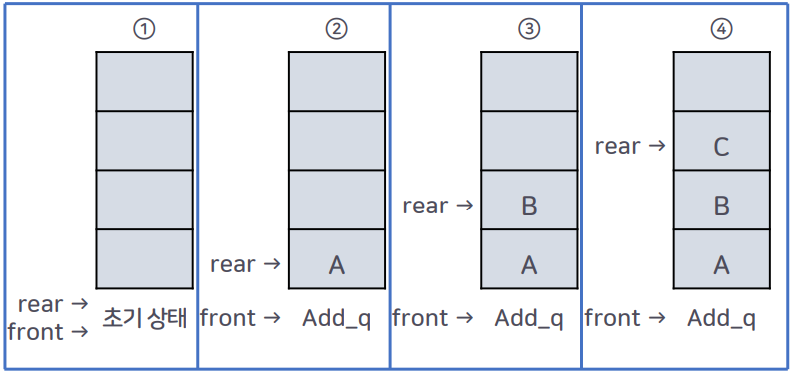 ①
rear →
front →
초기 상태
②
A
rear →
front →
Add_q
③
B
rear →
A
front →
Add_q
④
C
rear →
B
A
front →
Add_q